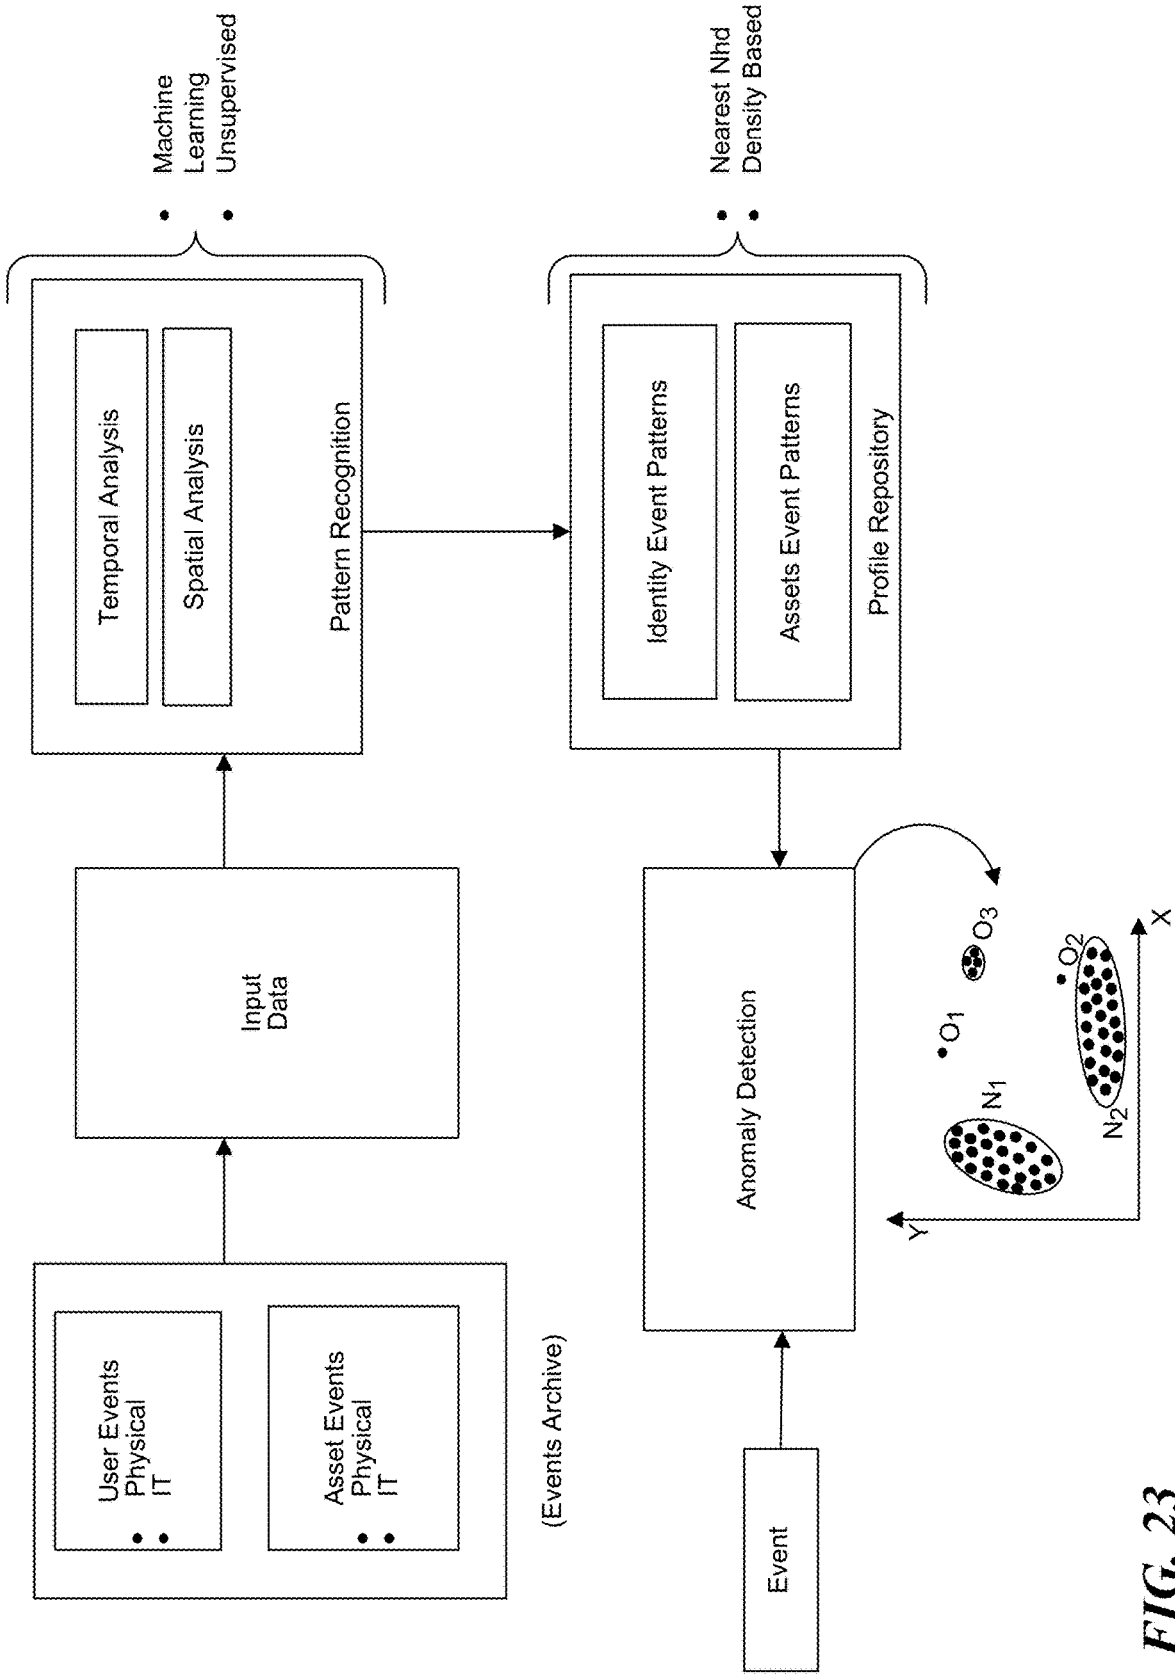 User Events
• Physical
• IT
Asset Events
• Physical
• IT
(Events Archive)
Input
Data
Temporal Analysis
Spatial Analysis
Pattern Recognition
• Machine
Learning
• Unsupervised
Event
Anomaly Detection
Identity Event Patterns
Assets Event Patterns
Profile Repository
• Nearest Nhd
• Density Based
Y
N1
O1
O3
N2
O2
X
FIG. 23